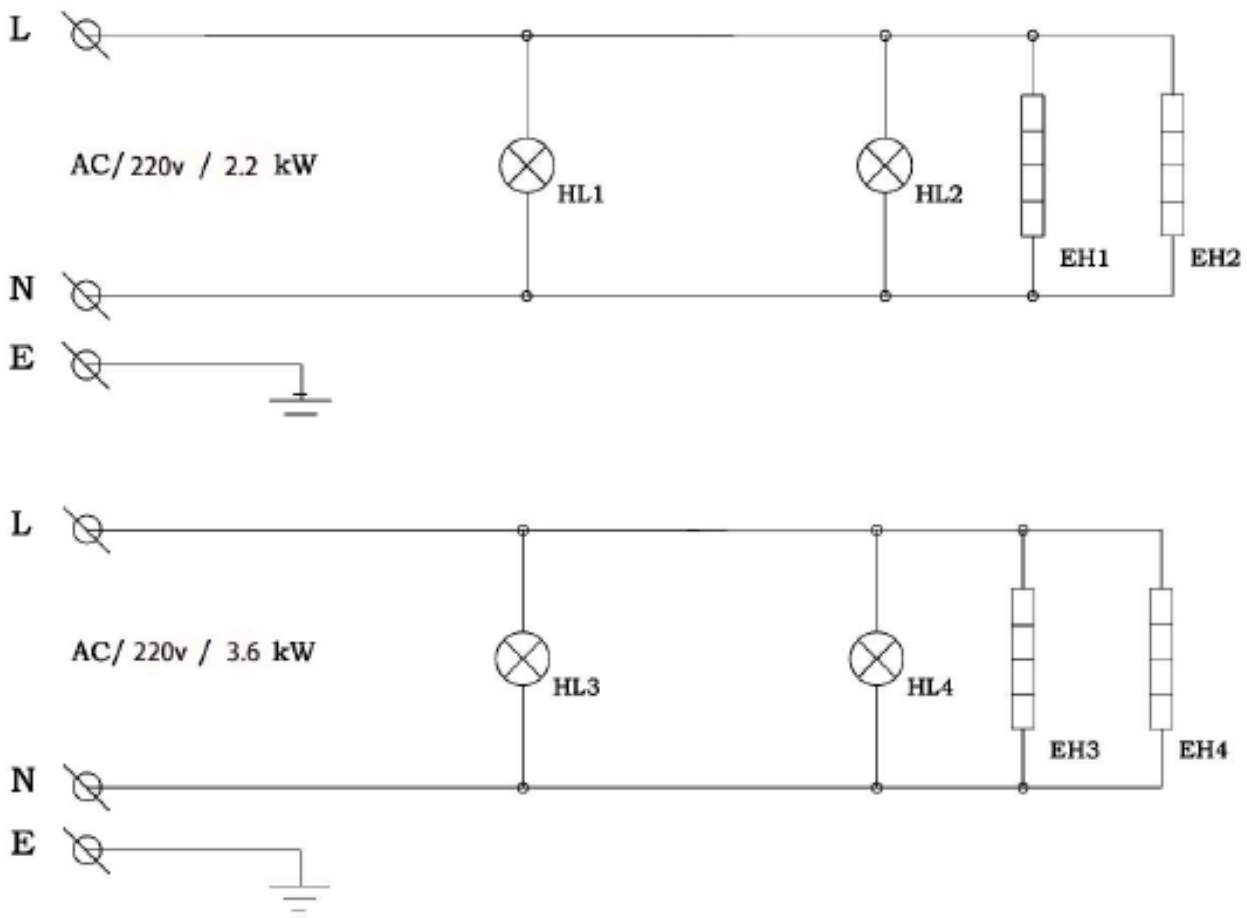 L
AC/ 220v / 2.2 kW
HL1
HL2
EH1
EH2
N
E
L
AC/ 220v / 3.6 kW
HL3
HL4
EH3
EH4
N
E